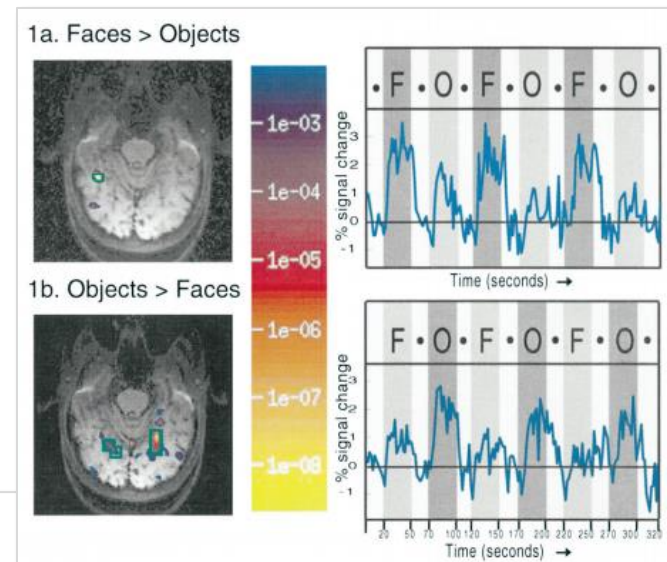 1a. Faces > Objects
1b. Objects > Faces
1e-03
1e-04
1e-05
1e-06
1e-07
1e-08
· F · O · F · O · F · O ·
% signal change
3
2
1
0
- 1
Time (seconds) →
F · O · F · O · F · O ·
% signal change
3
2
1
0
- 1
20 50 70 100 120 150 170 200 220 250 270 300 320
Time (seconds) →